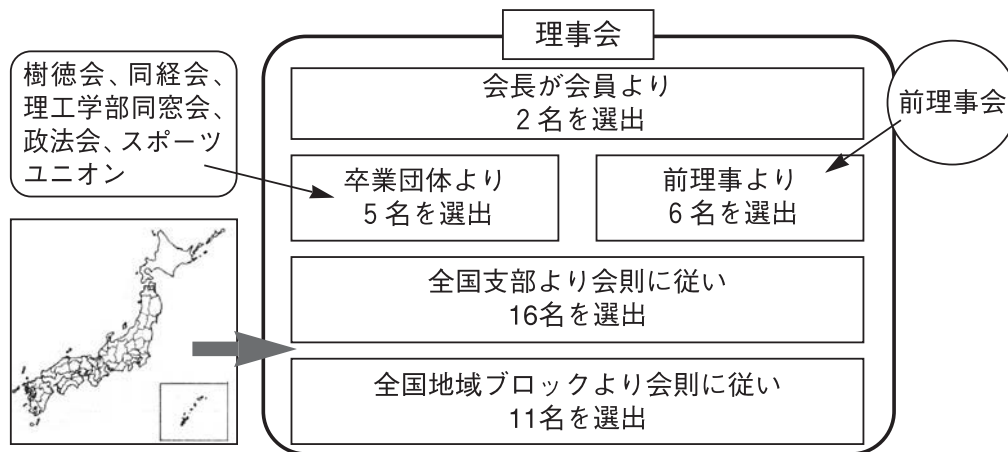 理事会
樹徳会、同経会、
理工学部同窓会、
政法会、スポーツ
ユニオン
会長が会員より
2名を選出
前理事会
卒業団体より
5名を選出
前理事より
6名を選出
全国支部より会則に従い
16名を選出
全国地域ブロックより会則に従い
11名を選出